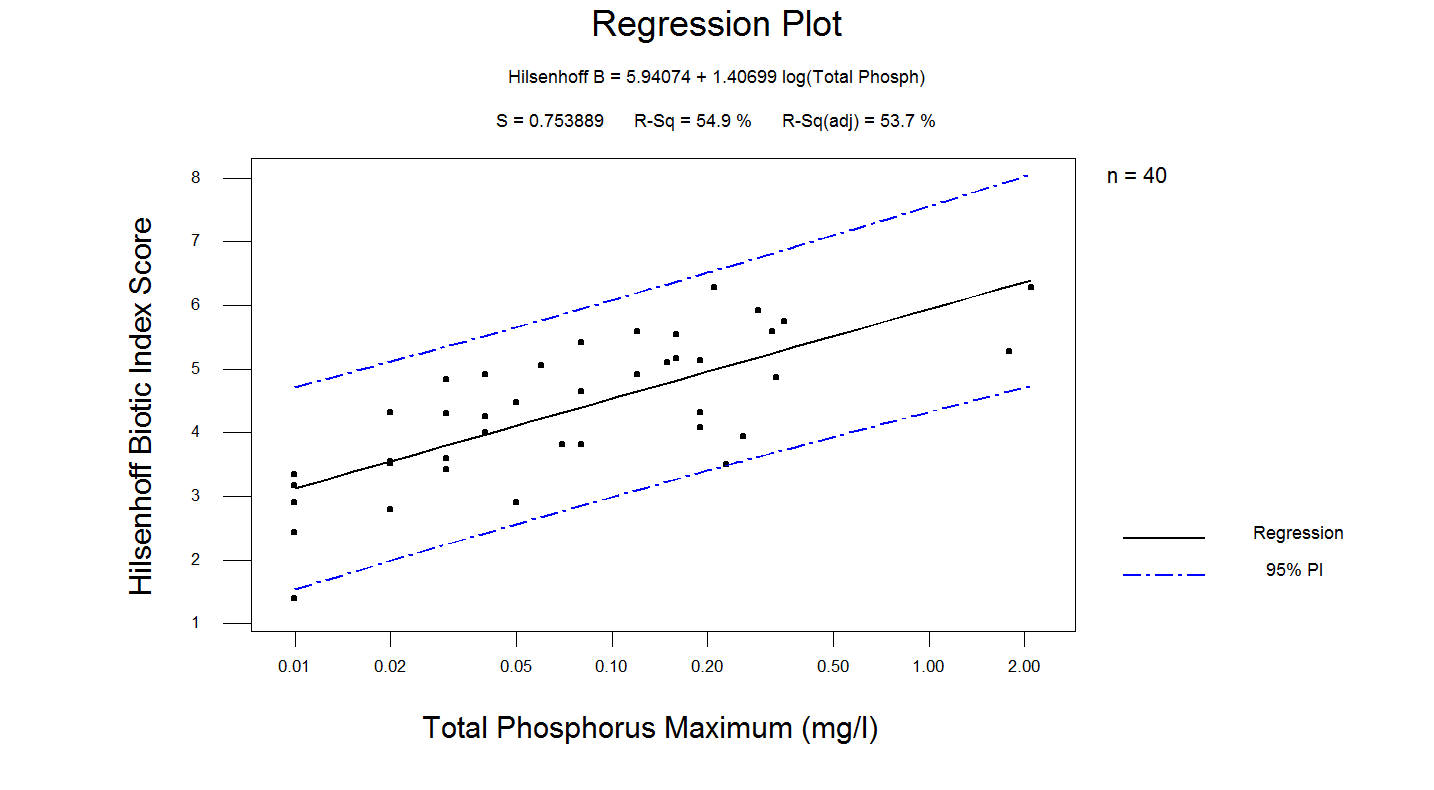 Regression Plot
Hilsenhoff B = 5.94074 + 1.40699 log(Total Phosph)
S = 0.753889 R-Sq = 54.9 % R-Sq(adj) = 53.7 %
n = 40
Hilsenhoff Biotic Index Score
8
7
6
5
4
3
2
1
0.01 0.02 0.05 0.10 0.20 0.50 1.00 2.00
Total Phosphorus Maximum (mg/l)
Regression
95% PI